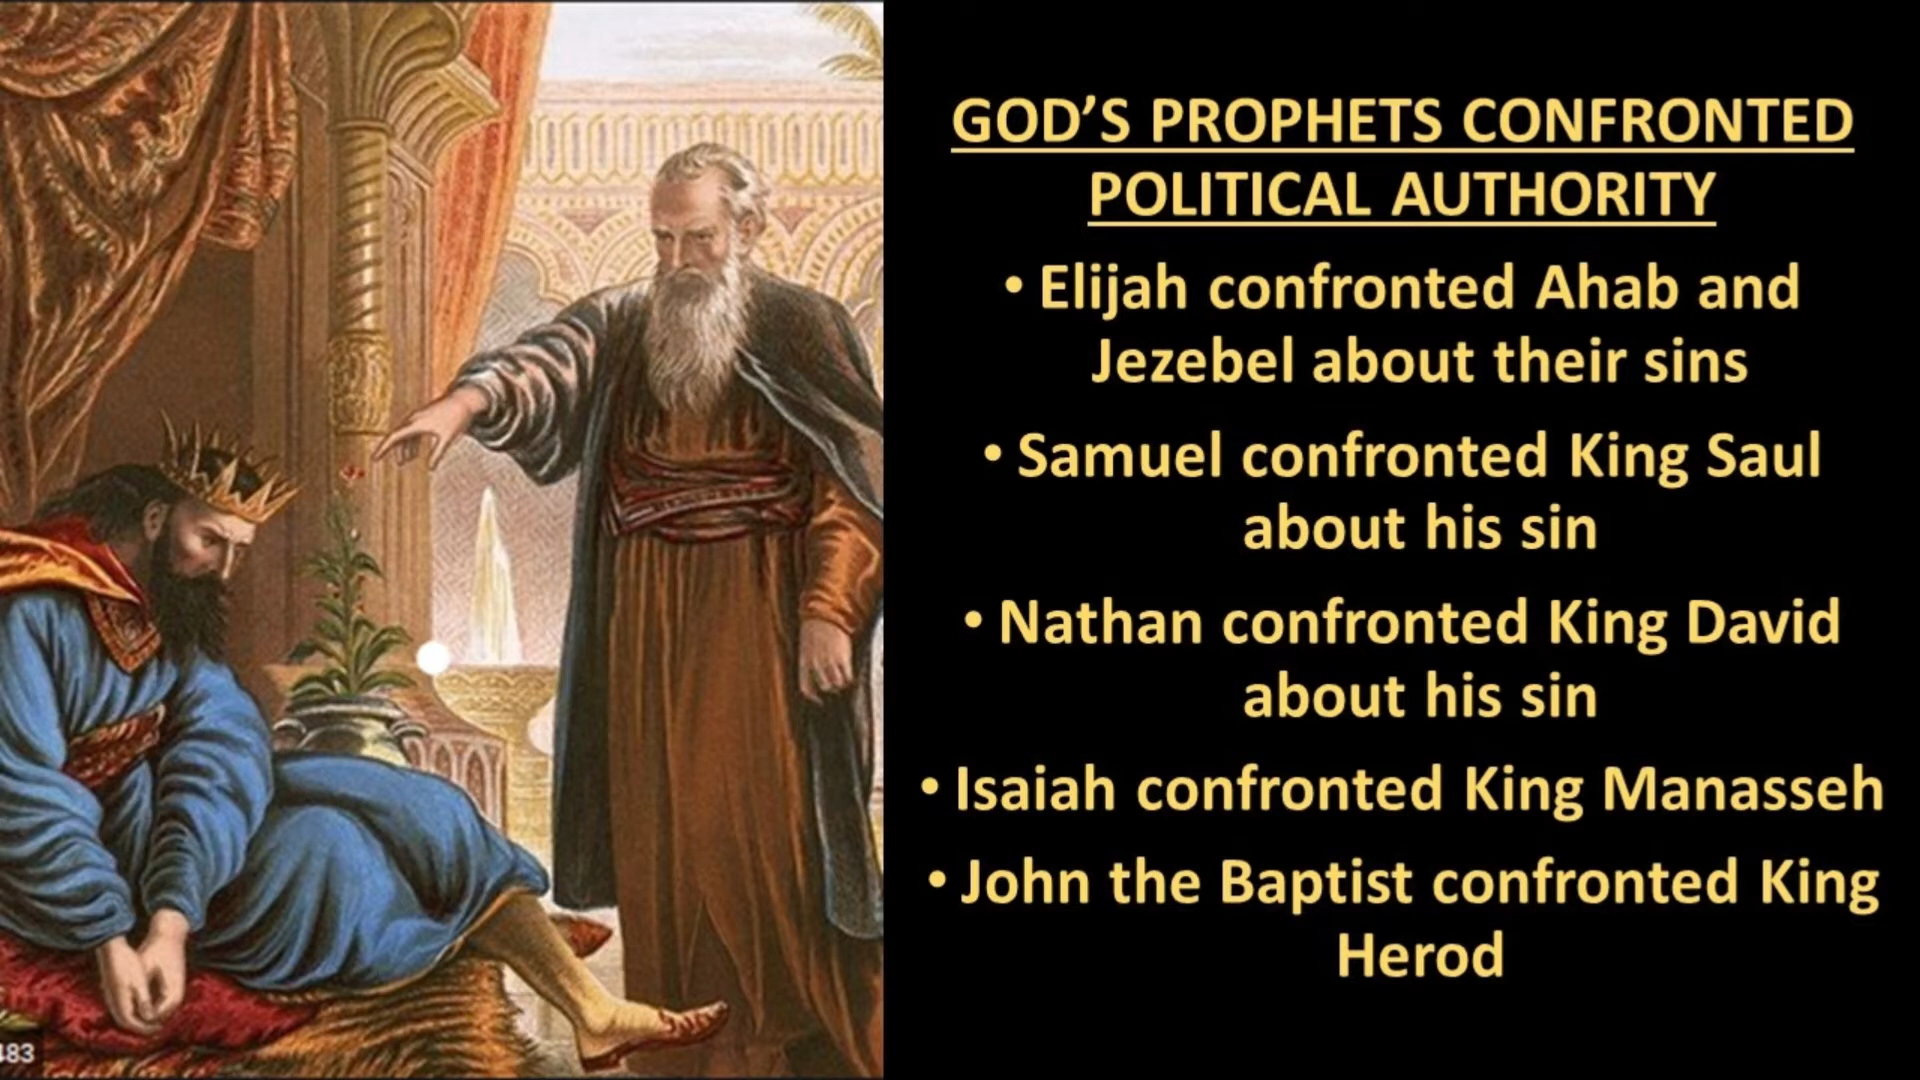 GOD’S PROPHETS CONFRONTED
POLITICAL AUTHORITY
• Elijah confronted Ahab and
Jezebel about their sins
• Samuel confronted King Saul
about his sin
• Nathan confronted King David
about his sin
• Isaiah confronted King Manasseh
• John the Baptist confronted King
Herod
483